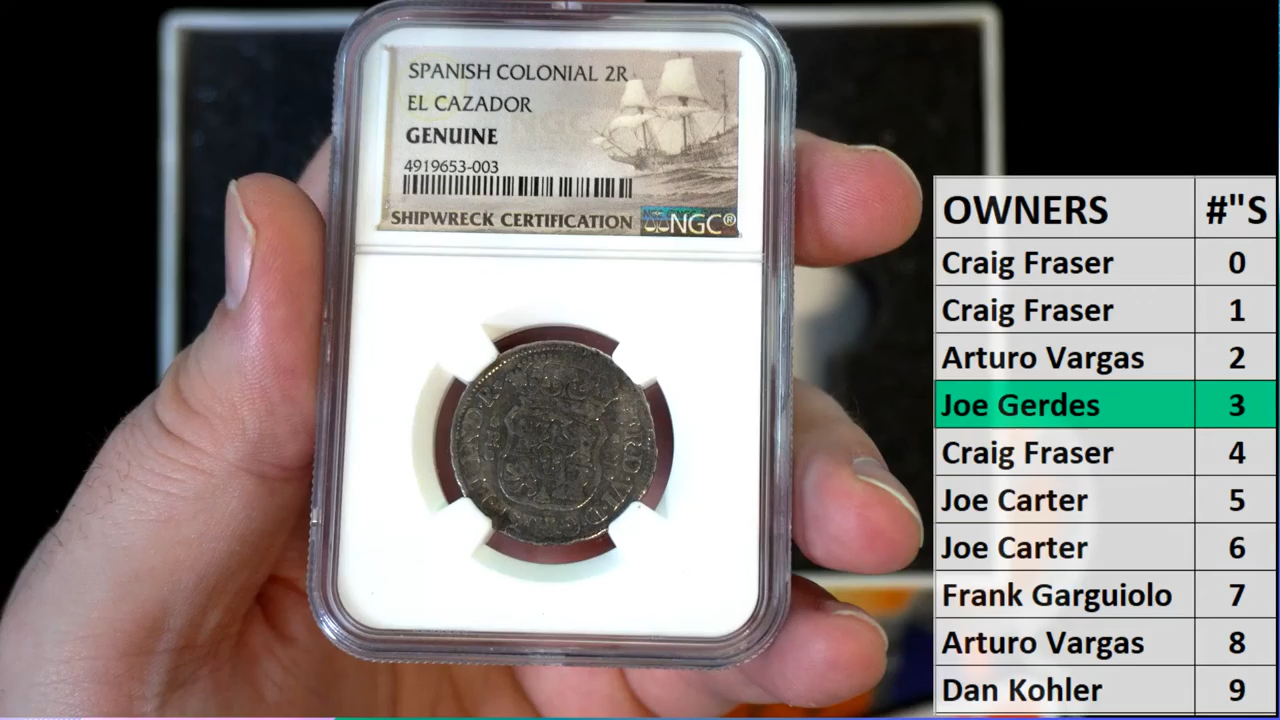 SPANISH COLONIAL 2R
EL CAZADOR
GENUINE
4919653-003
SHIPWRECK CERTIFICATION NGC®
OWNERS #"S
Craig Fraser 0
Craig Fraser 1
Arturo Vargas 2
Joe Gerdes 3
Craig Fraser 4
Joe Carter 5
Joe Carter 6
Frank Garguiolo 7
Arturo Vargas 8
Dan Kohler 9